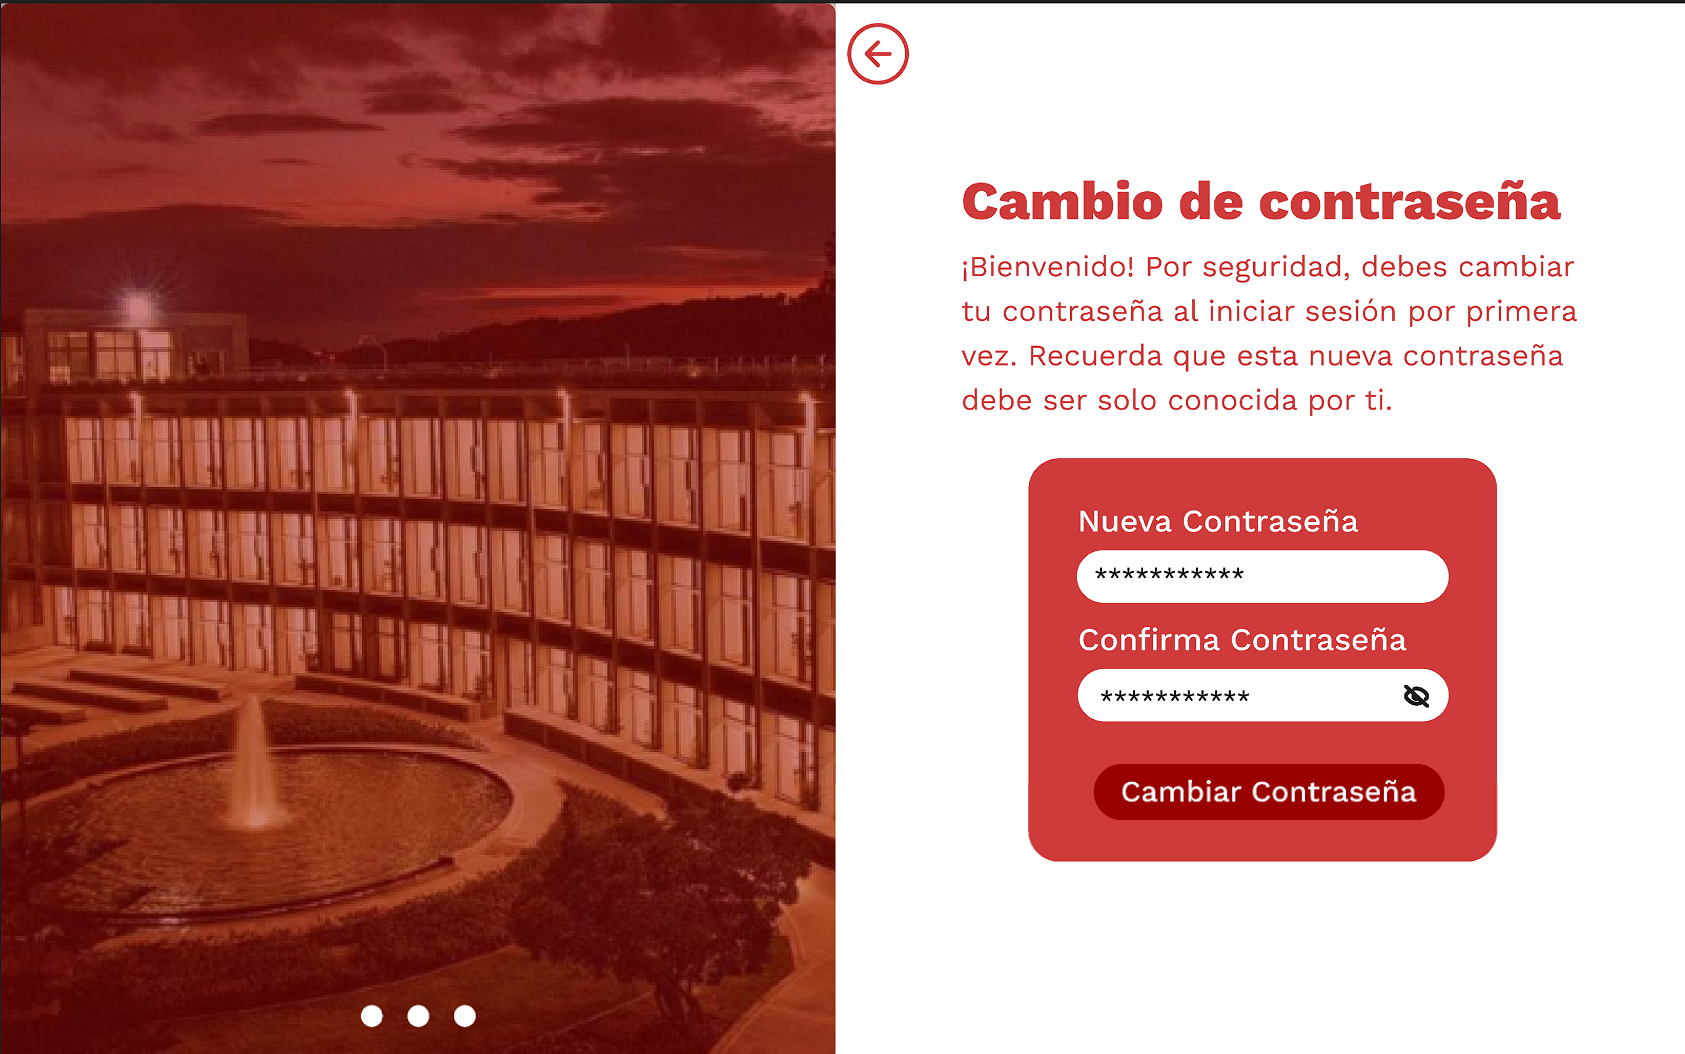 Cambio de contraseña
¡Bienvenido! Por seguridad, debes cambiar
tu contraseña al iniciar sesión por primera
vez. Recuerda que esta nueva contraseña
debe ser solo conocida por ti.
Nueva Contraseña
***********
Confirma Contraseña
***********
Cambiar Contraseña